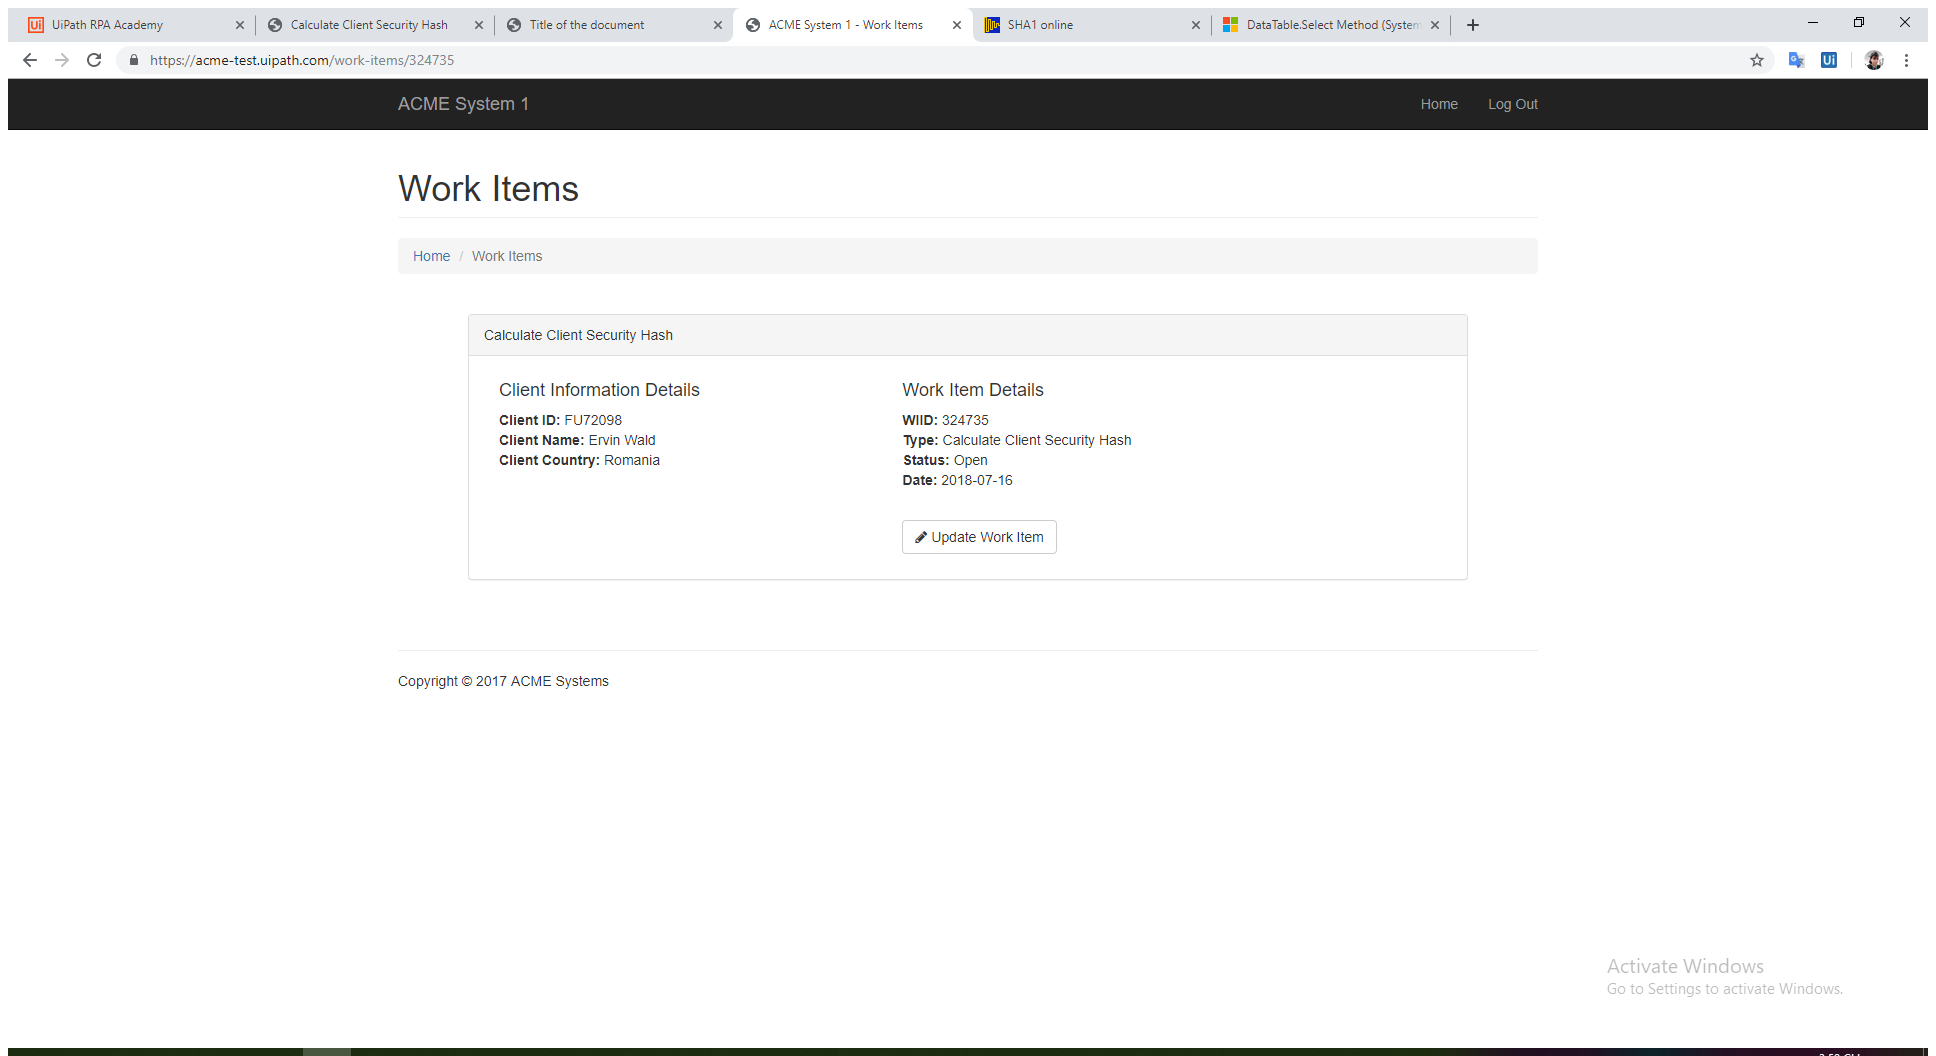 UiPath RPA Academy
Calculate Client Security Hash
Title of the document
ACME System 1 - Work Items
SHA1 online
DataTable.Select Method (System
https://acme-test.uipath.com/work-items/324735
Ui
ACME System 1
Home
Log Out
Work Items
Home / Work Items
Calculate Client Security Hash
Client Information Details
Client ID: FU72098
Client Name: Ervin Wald
Client Country: Romania
Work Item Details
WIID: 324735
Type: Calculate Client Security Hash
Status: Open
Date: 2018-07-16
Update Work Item
Copyright © 2017 ACME Systems
Activate Windows
Go to Settings to activate Windows.